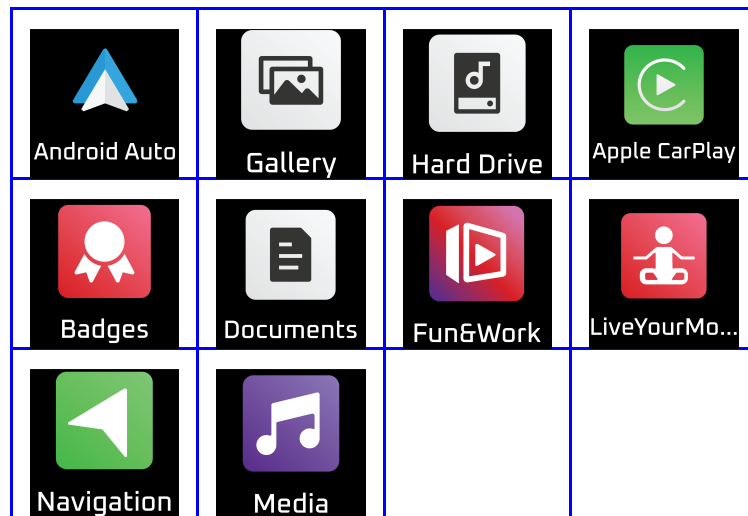 Android Auto
Gallery
Hard Drive
Apple CarPlay
Badges
Documents
Fun&Work
LiveYourMo...
Navigation
Media